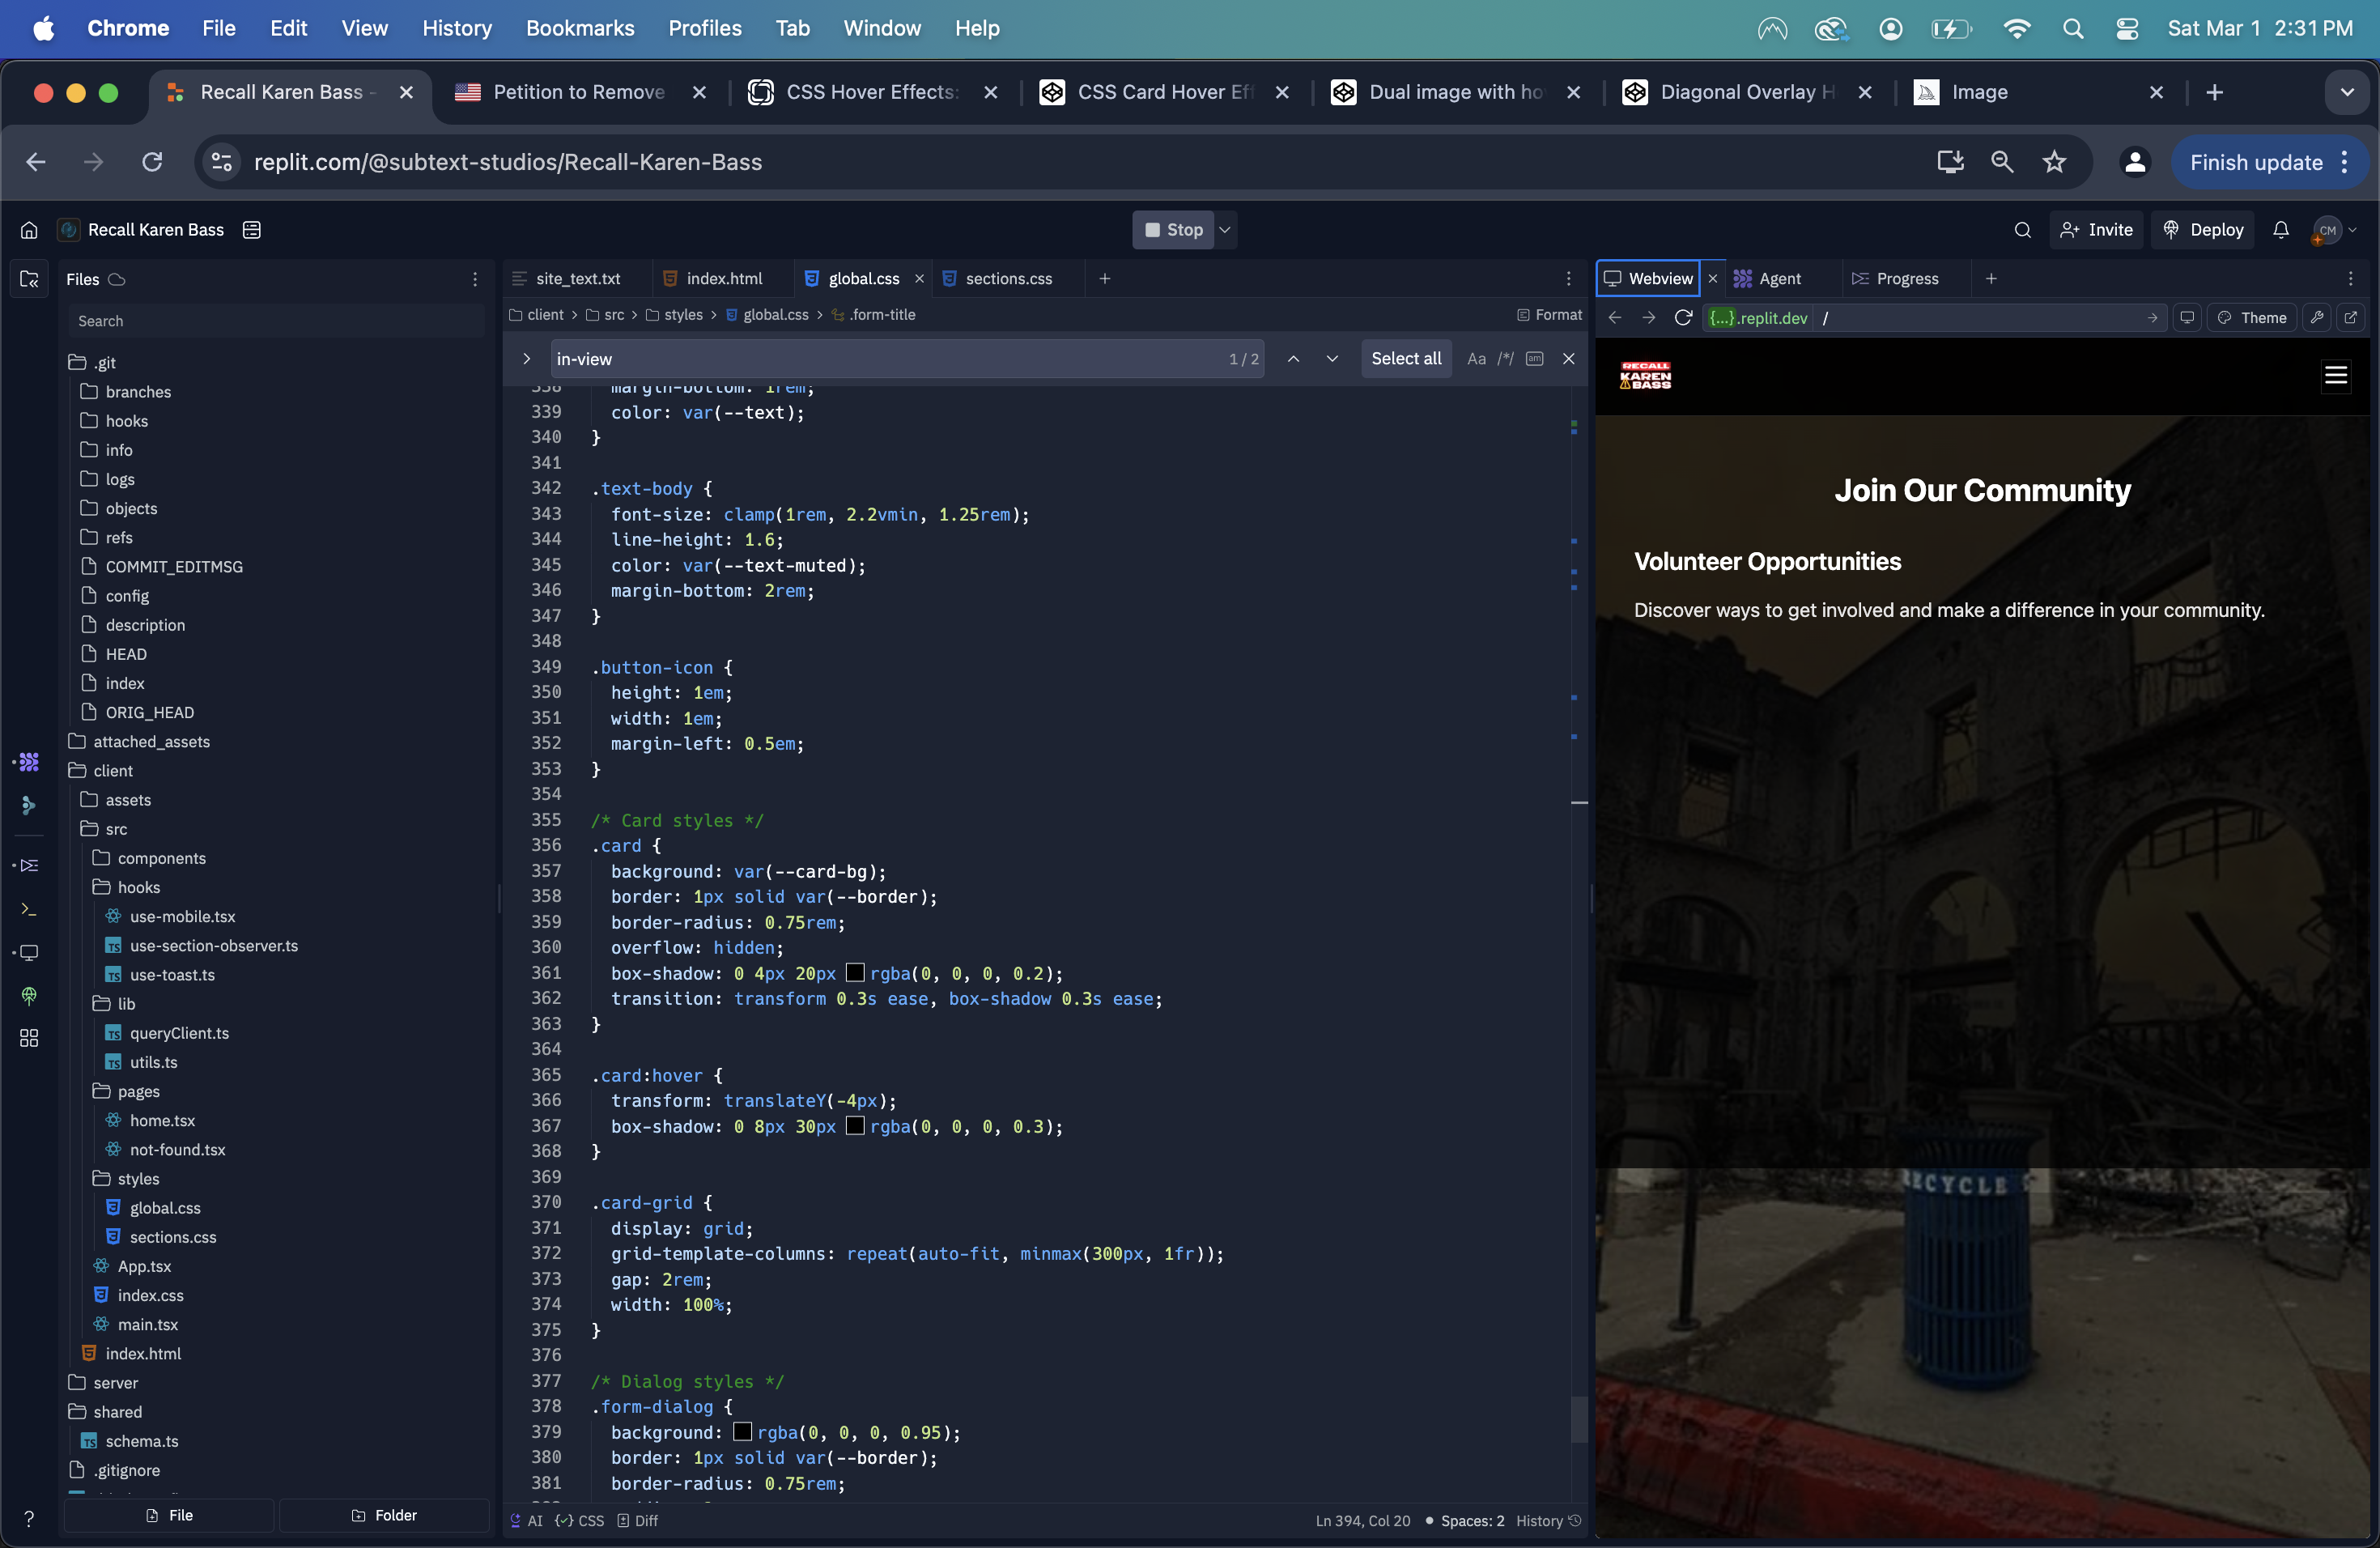 Chrome File Edit View History Bookmarks Profiles Tab Window Help Sat Mar 1 2:31 PM
Recall Karen Bass - Petition to Remove CSS Hover Effects: CSS Card Hover Eff Dual image with ho Diagonal Overlay H Image
replit.com/@subtext-studios/Recall-Karen-Bass Finish update
Recall Karen Bass Stop Invite Deploy CM
Files
Search
.git
branches
hooks
info
logs
objects
refs
COMMIT_EDITMSG
config
description
HEAD
index
ORIG_HEAD
attached_assets
client
assets
src
components
hooks
use-mobile.tsx
use-section-observer.ts
use-toast.ts
lib
queryClient.ts
utils.ts
pages
home.tsx
not-found.tsx
styles
global.css
sections.css
App.tsx
index.css
main.tsx
index.html
server
shared
schema.ts
.gitignore
File Folder
site_text.txt index.html global.css sections.css
client > src > styles > global.css > .form-title Format
in-view 1 / 2 Select all Aa /*/
338 margin-bottom: 1rem;
339 color: var(--text);
340 }
341
342 .text-body {
343 font-size: clamp(1rem, 2.2vmin, 1.25rem);
344 line-height: 1.6;
345 color: var(--text-muted);
346 margin-bottom: 2rem;
347 }
348
349 .button-icon {
350 height: 1em;
351 width: 1em;
352 margin-left: 0.5em;
353 }
354
355 /* Card styles */
356 .card {
357 background: var(--card-bg);
358 border: 1px solid var(--border);
359 border-radius: 0.75rem;
360 overflow: hidden;
361 box-shadow: 0 4px 20px rgba(0, 0, 0, 0.2);
362 transition: transform 0.3s ease, box-shadow 0.3s ease;
363 }
364
365 .card:hover {
366 transform: translateY(-4px);
367 box-shadow: 0 8px 30px rgba(0, 0, 0, 0.3);
368 }
369
370 .card-grid {
371 display: grid;
372 grid-template-columns: repeat(auto-fit, minmax(300px, 1fr));
373 gap: 2rem;
374 width: 100%;
375 }
376
377 /* Dialog styles */
378 .form-dialog {
379 background: rgba(0, 0, 0, 0.95);
380 border: 1px solid var(--border);
381 border-radius: 0.75rem;
AI CSS Diff Ln 394, Col 20 Spaces: 2 History
Webview Agent Progress
{...}.replit.dev / Theme
RECALL
KAREN
BASS
Join Our Community
Volunteer Opportunities
Discover ways to get involved and make a difference in your community.
RECYCLE